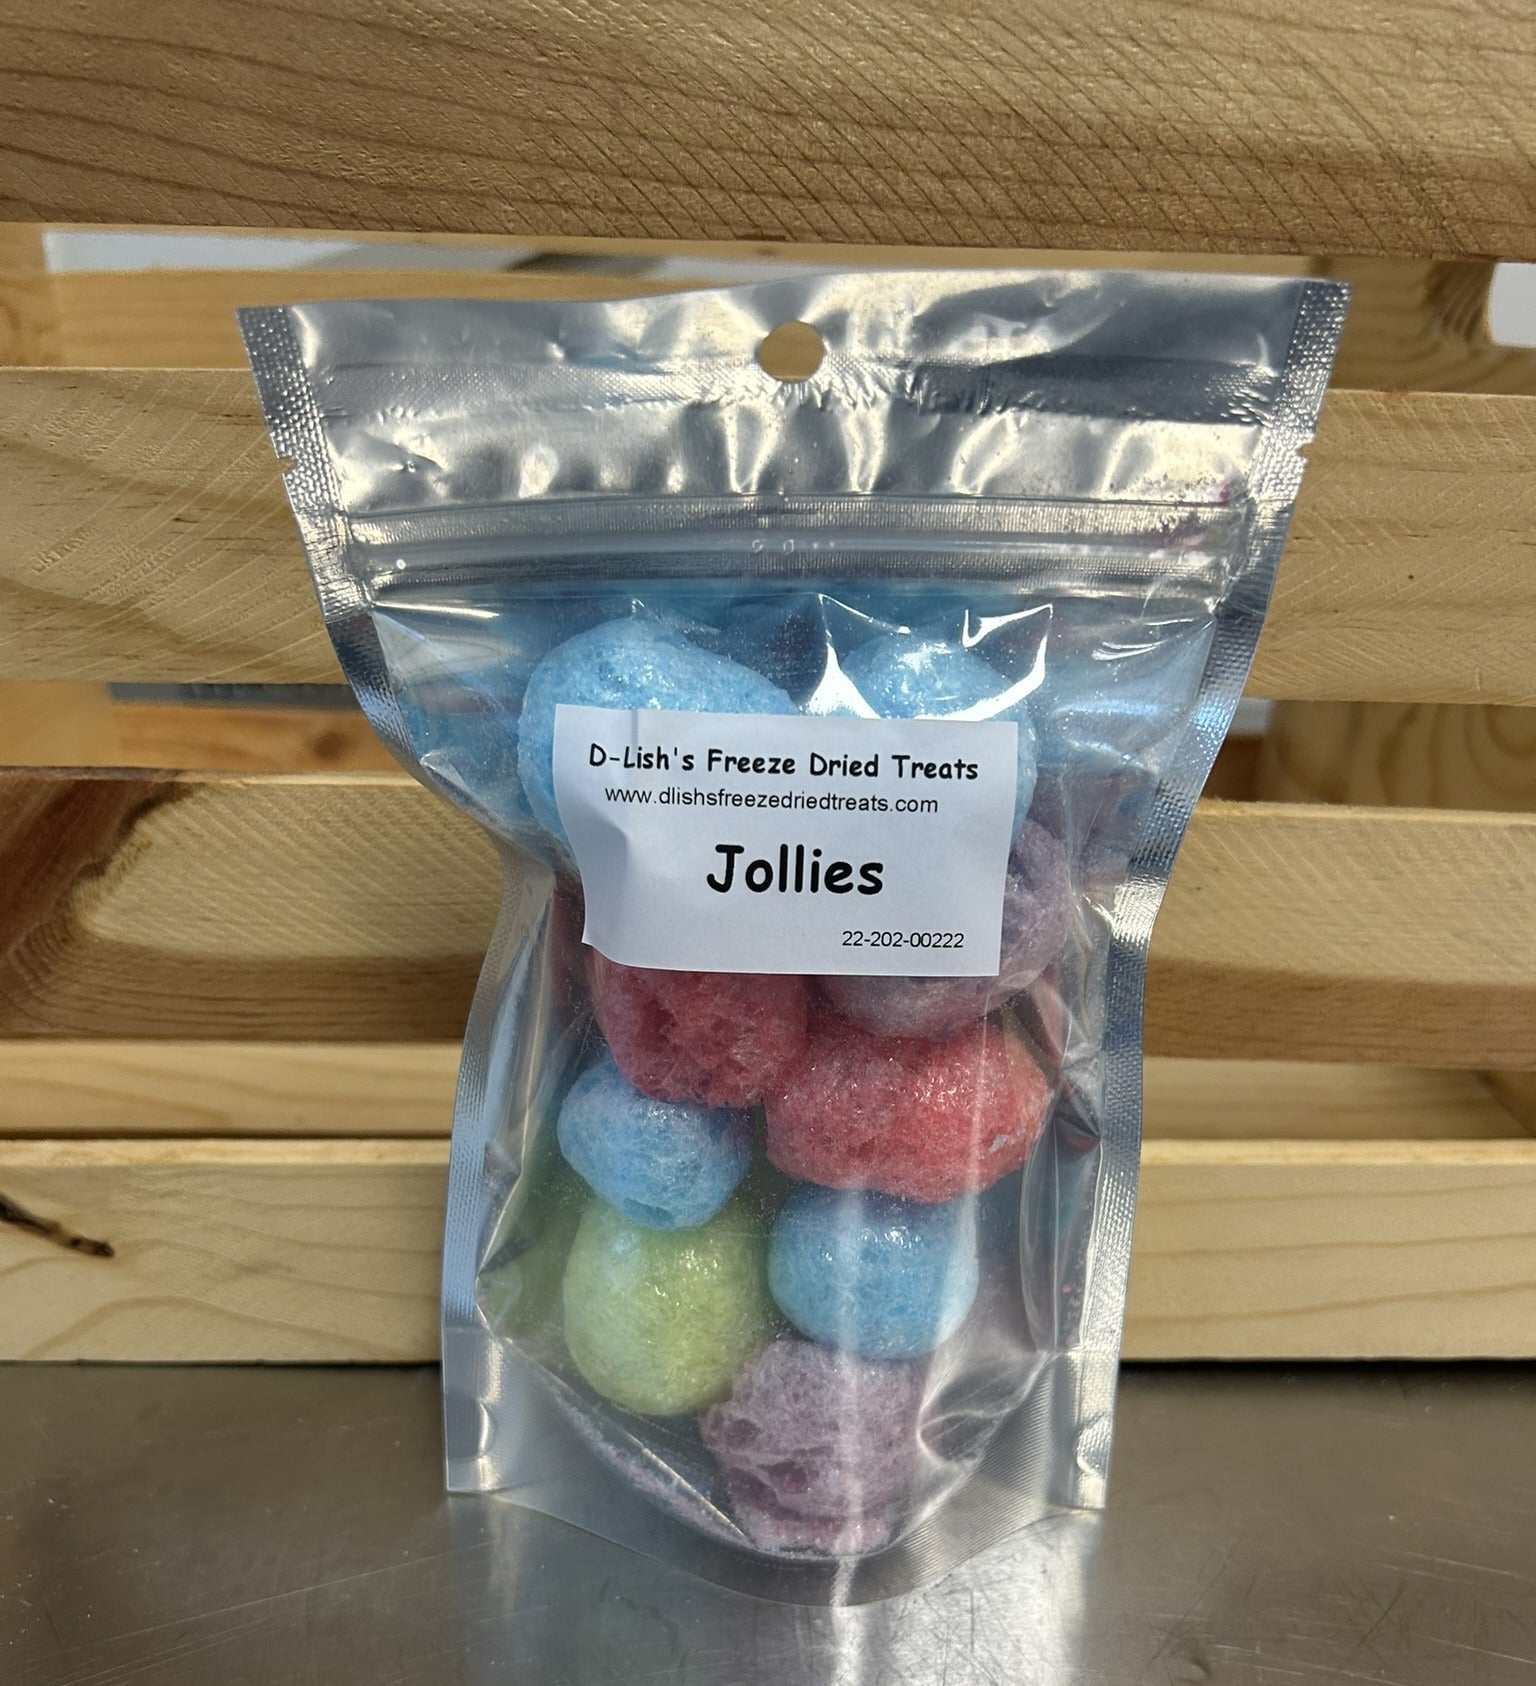 D-Lish's Freeze Dried Treats
www.dlishsfreezedriedtreats.com
Jollies
22-202-00222